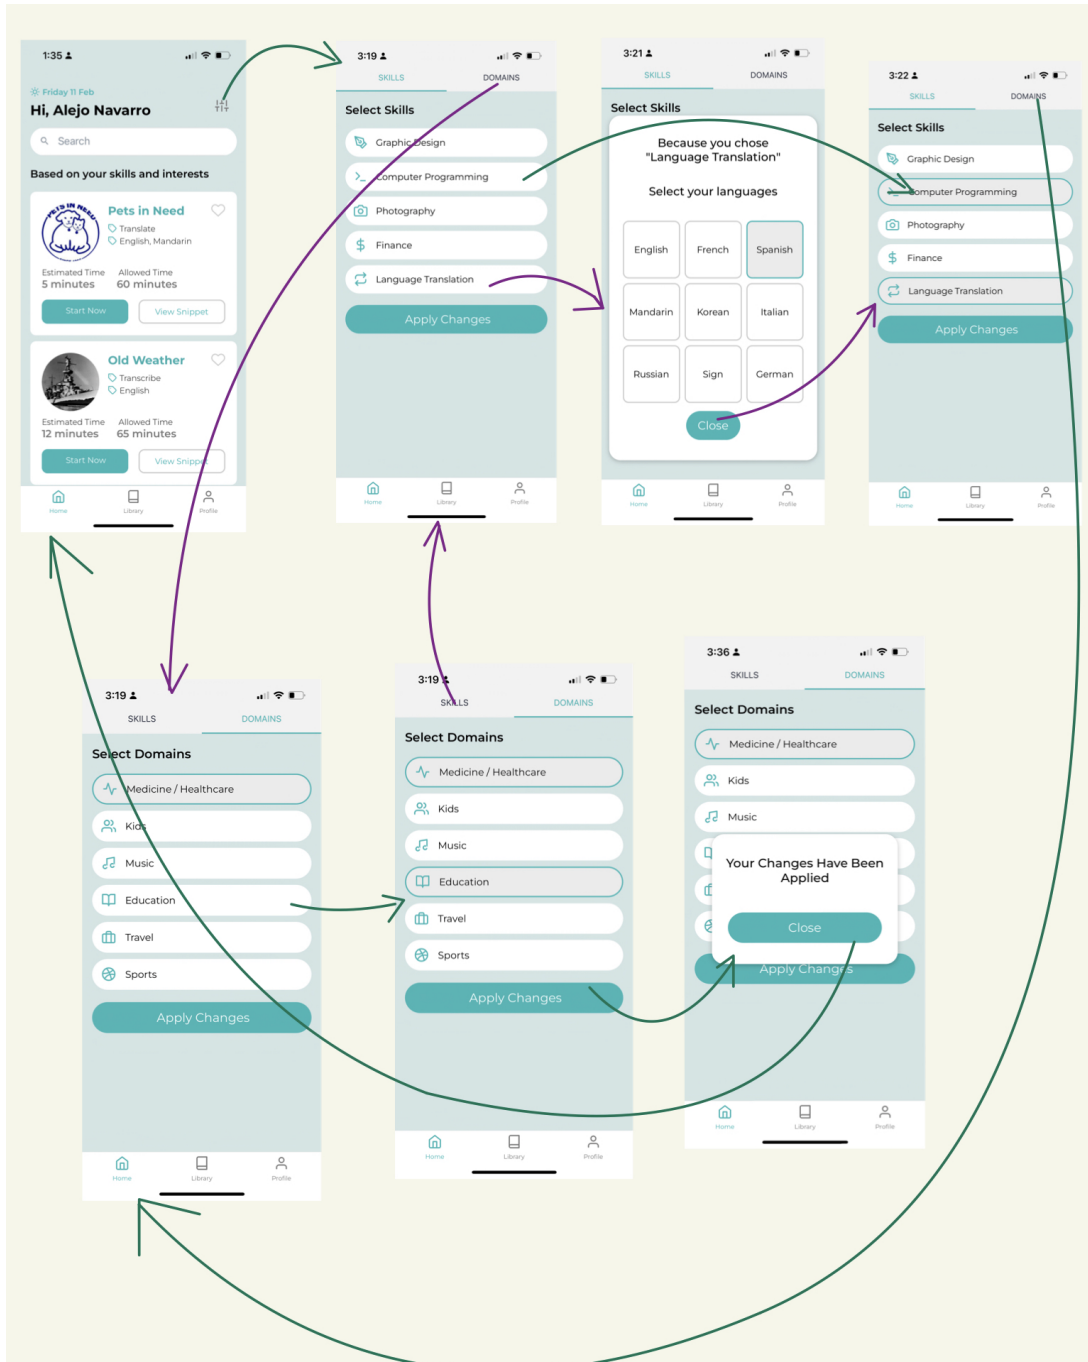 1:35
Friday 11 Feb
Hi, Alejo Navarro
Search
Based on your skills and interests
PETS IN NEED
Pets in Need
Translate
English, Mandarin
Estimated Time Allowed Time
5 minutes 60 minutes
Start Now View Snippet
Old Weather
Transcribe
English
Estimated Time Allowed Time
12 minutes 65 minutes
Start Now View Snippet
Home Library Profile
3:19
SKILLS DOMAINS
Select Skills
Graphic Design
Computer Programming
Photography
Finance
Language Translation
Apply Changes
Home Library Profile
3:21
SKILLS DOMAINS
Select Skills
Because you chose
"Language Translation"
Select your languages
English French Spanish
Mandarin Korean Italian
Russian Sign German
Close
Home Library Profile
3:22
SKILLS DOMAINS
Select Skills
Graphic Design
Computer Programming
Photography
Finance
Language Translation
Apply Changes
Home Library Profile
3:19
SKILLS DOMAINS
Select Domains
Medicine / Healthcare
Kids
Music
Education
Travel
Sports
Apply Changes
Home Library Profile
3:19
SKILLS DOMAINS
Select Domains
Medicine / Healthcare
Kids
Music
Education
Travel
Sports
Apply Changes
Home Library Profile
3:36
SKILLS DOMAINS
Select Domains
Medicine / Healthcare
Kids
Music
Your Changes Have Been
Applied
Close
Apply Changes
Home Library Profile